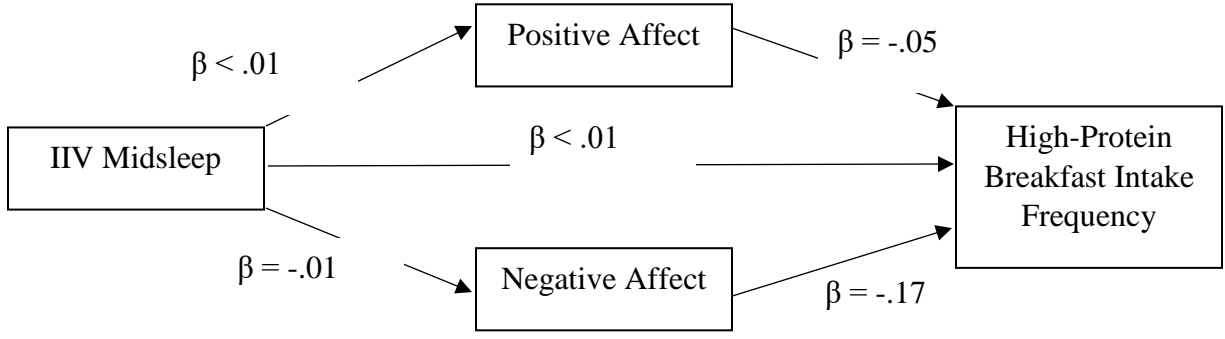 Positive Affect
β = -.05
β < .01
IIV Midsleep
β < .01
High-Protein
Breakfast Intake
Frequency
β = -.01
Negative Affect
β = -.17